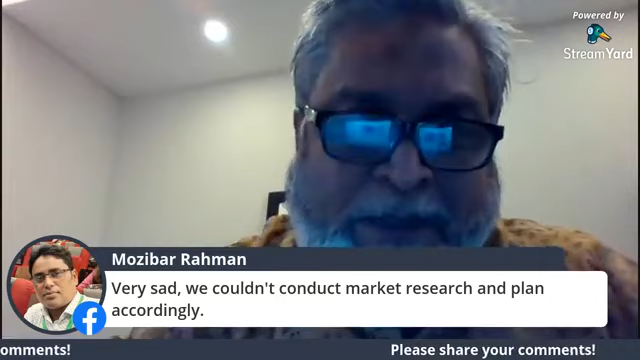 Powered by
StreamYard
Mozibar Rahman
Very sad, we couldn't conduct market research and plan
accordingly.
omments!
Please share your comments!